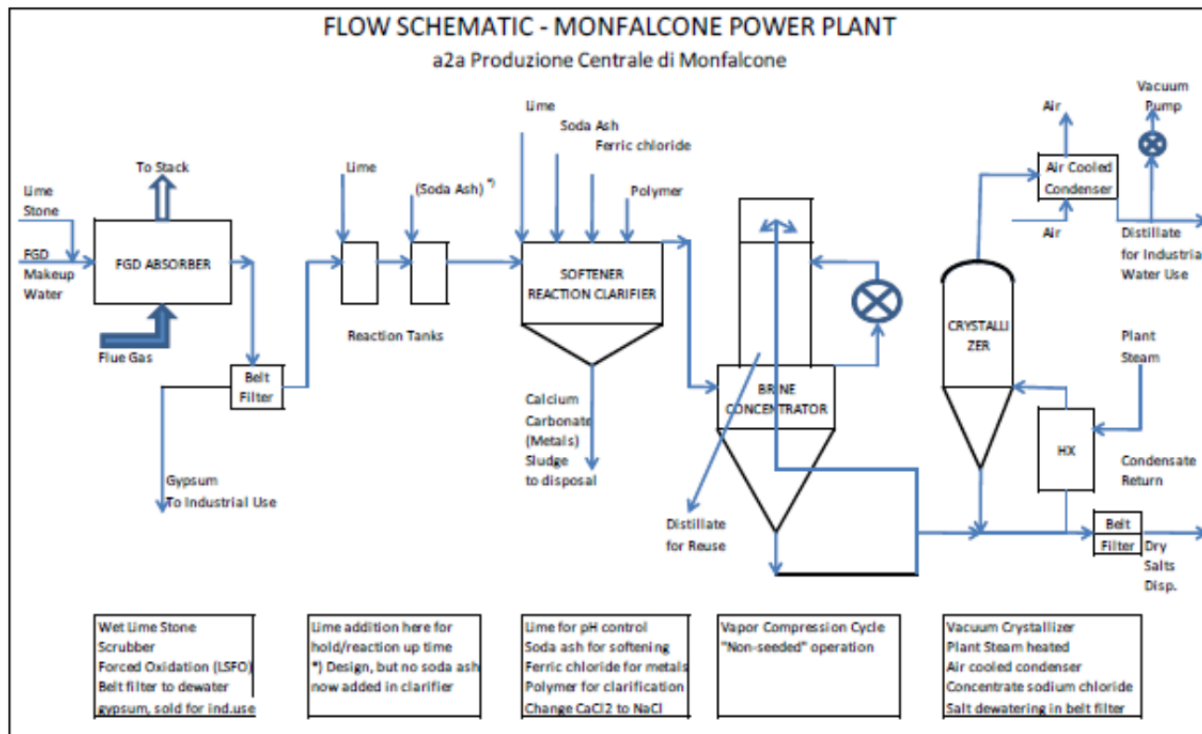 FLOW SCHEMATIC - MONFALCONE POWER PLANT
a2a Produzione Centrale di Monfalcone
Lime
Stone
FGD
Makeup
Water
To Stack
FGD ABSORBER
Flue Gas
Belt
Filter
Gypsum
To Industrial Use
Lime
(Soda Ash) *)
Reaction Tanks
Lime
Soda Ash
Ferric chloride
Polymer
SOFTENER
REACTION CLARIFIER
Calcium
Carbonate
(Metals)
Sludge
to disposal
BRINE
CONCENTRATOR
Distillate
for Reuse
CRYSTALLI
ZER
Air
Air Cooled
Condenser
Air
Vacuum
Pump
Distillate
for Industrial
Water Use
Plant
Steam
HX
Condensate
Return
Belt
Filter
Dry
Salts
Disp.
Wet Lime Stone
Scrubber
Forced Oxidation (LSFO)
Belt filter to dewater
gypsum, sold for ind.use
Lime addition here for
hold/reaction up time
*) Design, but no soda ash
now added in clarifier
Lime for pH control
Soda ash for softening
Ferric chloride for metals
Polymer for clarification
Change CaCl2 to NaCl
Vapor Compression Cycle
"Non-seeded" operation
Vacuum Crystallizer
Plant Steam heated
Air cooled condenser
Concentrate sodium chloride
Salt dewatering in belt filter